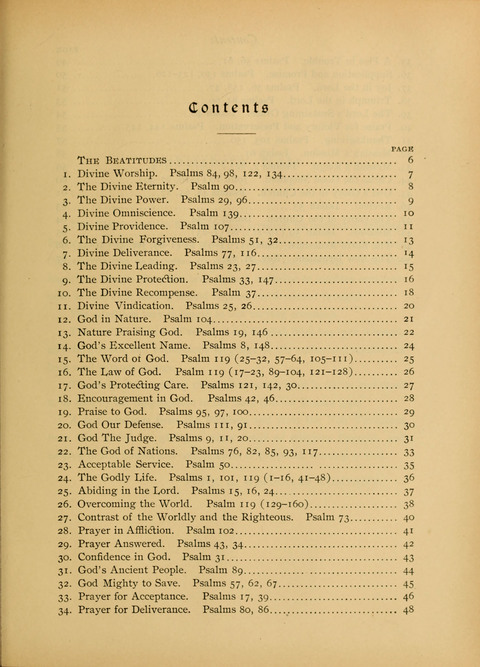 Contents
PAGE
THE BEATITUDES 6
1. Divine Worship. Psalms 84, 98, 122, 134 7
2. The Divine Eternity. Psalm 90 8
3. The Divine Power. Psalms 29, 96 9
4. Divine Omniscience. Psalm 139 10
5. Divine Providence. Psalm 107 11
6. The Divine Forgiveness. Psalms 51, 32 13
7. Divine Deliverance. Psalms 77, 116 14
8. The Divine Leading. Psalms 23, 27 15
9. The Divine Protection. Psalms 33, 147 16
10. The Divine Recompense. Psalm 37 18
11. Divine Vindication. Psalms 25, 26 20
12. God in Nature. Psalm 104 21
13. Nature Praising God. Psalms 19, 146 22
14. God's Excellent Name. Psalms 8, 148 24
15. The Word of God. Psalm 119 (25-32, 57-64, 105-111) 25
16. The Law of God. Psalm 119 (17-23, 89-104, 121-128) 26
17. God's Protecting Care. Psalms 121, 142, 30 27
18. Encouragement in God. Psalms 42, 46 28
19. Praise to God. Psalms 95, 97, 100 29
20. God Our Defense. Psalms 111, 91 30
21. God The Judge. Psalms 9, 11, 20 31
22. The God of Nations. Psalms 76, 82, 85, 93, 117 33
23. Acceptable Service. Psalm 50 35
24. The Godly Life. Psalms 1, 101, 119 (1-16, 41-48) 36
25. Abiding in the Lord. Psalms 15, 16, 24 37
26. Overcoming the World. Psalm 119 (129-160) 38
27. Contrast of the Worldly and the Righteous. Psalm 73 40
28. Prayer in Affliction. Psalm 102 41
29. Prayer Answered. Psalms 43, 34 42
30. Confidence in God. Psalm 31 43
31. God's Ancient People. Psalm 89 44
32. God Mighty to Save. Psalms 57, 62, 67 45
33. Prayer for Acceptance. Psalms 17, 39 46
34. Prayer for Deliverance. Psalms 80, 86 48